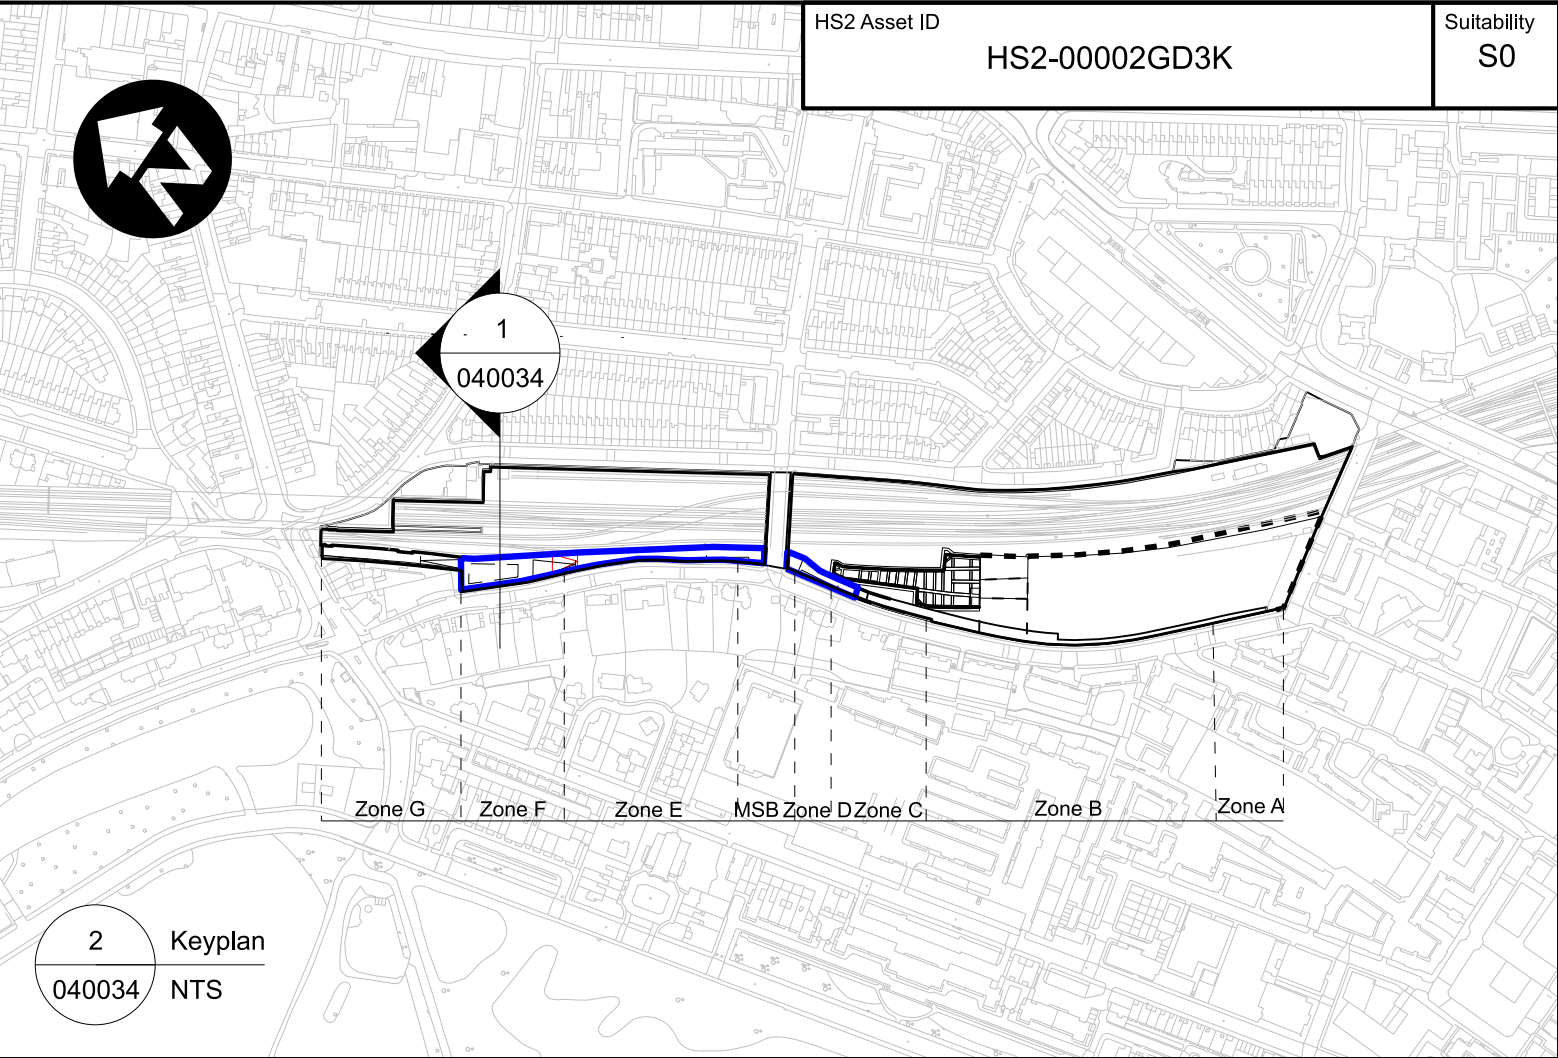 HS2 Asset ID
HS2-00002GD3K
Suitability
S0
1
040034
Zone G
Zone F
Zone E
MSB
Zone D
Zone C
Zone B
Zone A
2
Keyplan
040034
NTS